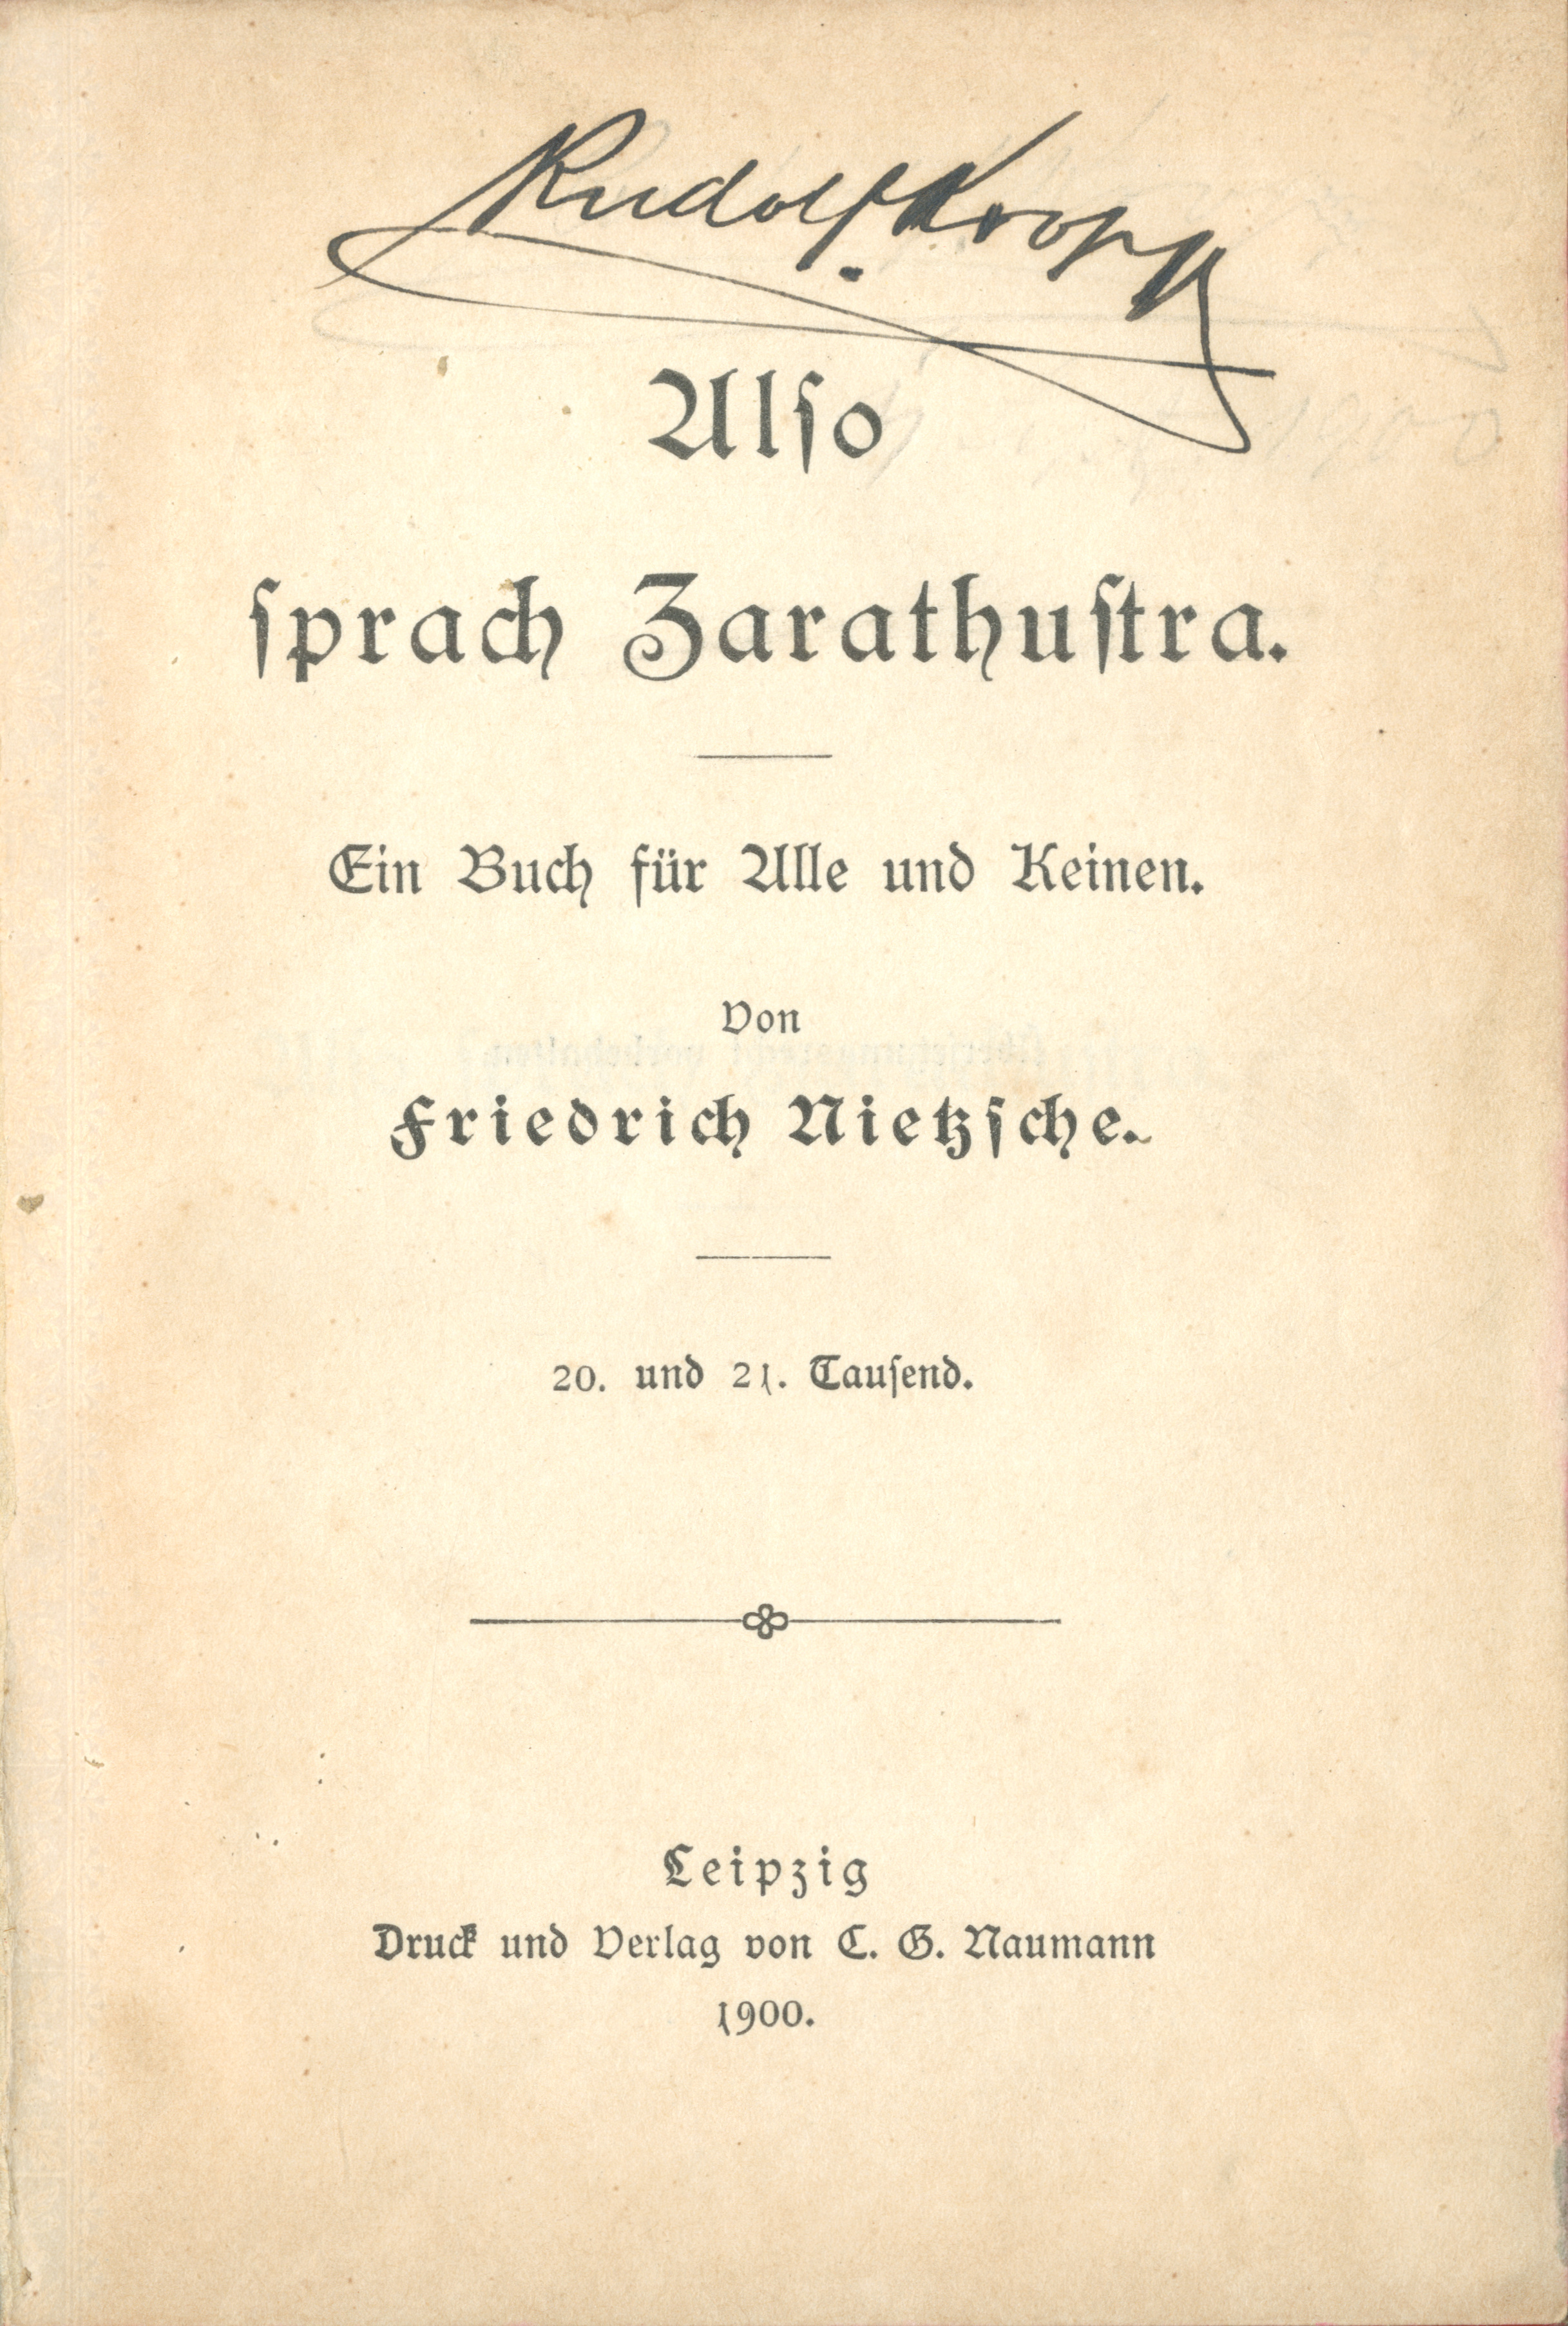 Rudolf Kropp
Alſo
ſprach Zarathuſtra.
Ein Buch für Alle und Keinen.
Von
Friedrich Nietzſche.
20. und 21. Tauſend.
Leipzig
Druck und Verlag von C. G. Naumann
1900.